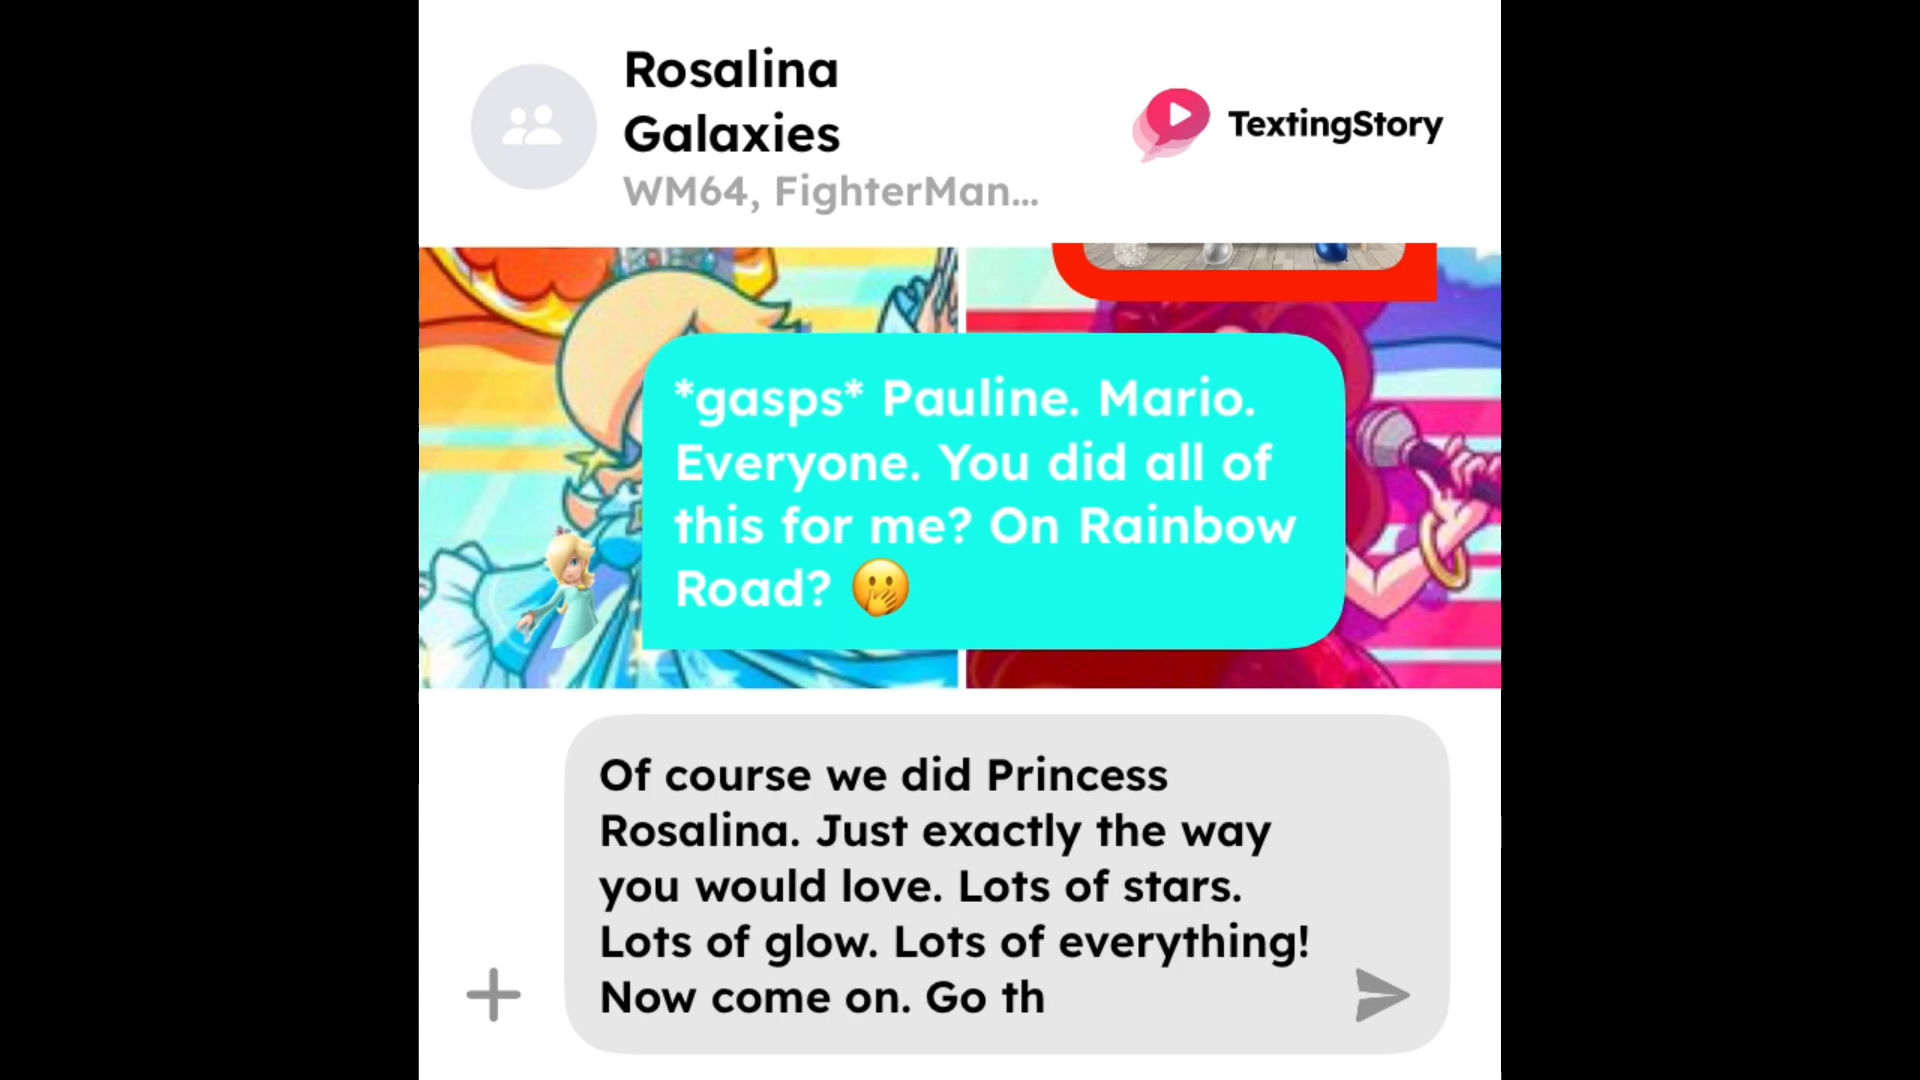 Rosalina
Galaxies
WM64, FighterMan...
TextingStory
*gasps* Pauline. Mario.
Everyone. You did all of
this for me? On Rainbow
Road? 🫢
Of course we did Princess
Rosalina. Just exactly the way
you would love. Lots of stars.
Lots of glow. Lots of everything!
Now come on. Go th